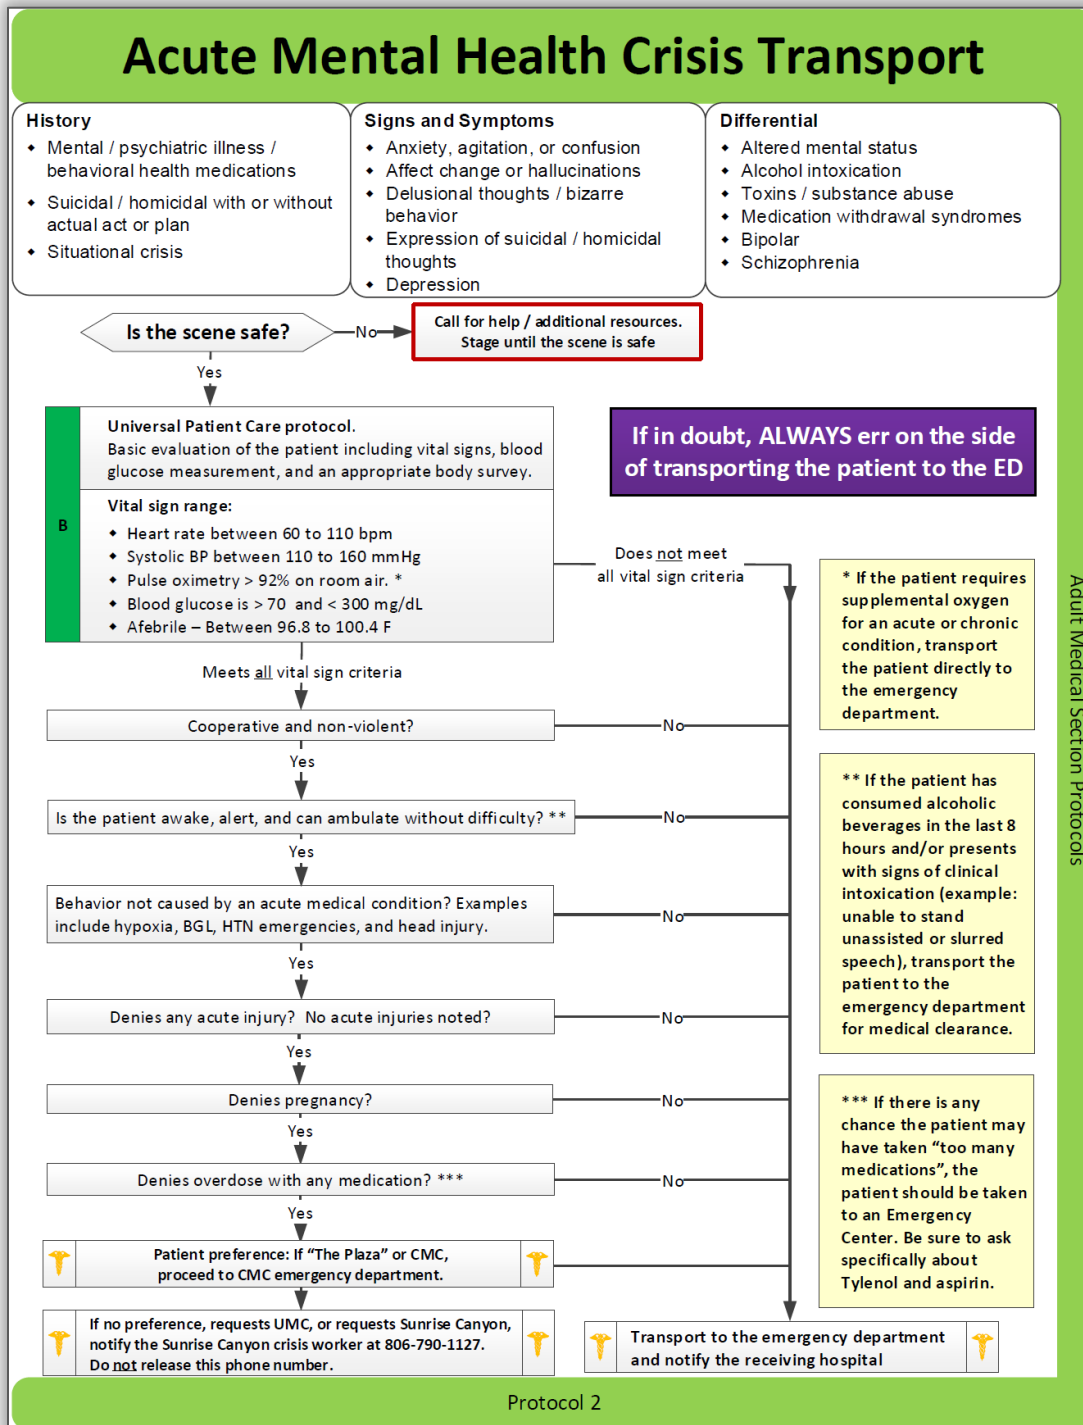 Acute Mental Health Crisis Transport
History
◆ Mental / psychiatric illness /
behavioral health medications
◆ Suicidal / homicidal with or without
actual act or plan
◆ Situational crisis
Signs and Symptoms
◆ Anxiety, agitation, or confusion
◆ Affect change or hallucinations
◆ Delusional thoughts / bizarre
behavior
◆ Expression of suicidal / homicidal
thoughts
◆ Depression
Differential
◆ Altered mental status
◆ Alcohol intoxication
◆ Toxins / substance abuse
◆ Medication withdrawal syndromes
◆ Bipolar
◆ Schizophrenia
Is the scene safe?
No
Call for help / additional resources.
Stage until the scene is safe
Yes
B
Universal Patient Care protocol.
Basic evaluation of the patient including vital signs, blood
glucose measurement, and an appropriate body survey.
Vital sign range:
◆ Heart rate between 60 to 110 bpm
◆ Systolic BP between 110 to 160 mmHg
◆ Pulse oximetry > 92% on room air. *
◆ Blood glucose is > 70 and < 300 mg/dL
◆ Afebrile – Between 96.8 to 100.4 F
If in doubt, ALWAYS err on the side
of transporting the patient to the ED
Does not meet
all vital sign criteria
Meets all vital sign criteria
Cooperative and non-violent?
No
Yes
Is the patient awake, alert, and can ambulate without difficulty? **
No
Yes
Behavior not caused by an acute medical condition? Examples
include hypoxia, BGL, HTN emergencies, and head injury.
No
Yes
Denies any acute injury? No acute injuries noted?
No
Yes
Denies pregnancy?
No
Yes
Denies overdose with any medication? ***
No
Yes
Patient preference: If “The Plaza” or CMC,
proceed to CMC emergency department.
If no preference, requests UMC, or requests Sunrise Canyon,
notify the Sunrise Canyon crisis worker at 806-790-1127.
Do not release this phone number.
Transport to the emergency department
and notify the receiving hospital
* If the patient requires
supplemental oxygen
for an acute or chronic
condition, transport
the patient directly to
the emergency
department.
** If the patient has
consumed alcoholic
beverages in the last 8
hours and/or presents
with signs of clinical
intoxication (example:
unable to stand
unassisted or slurred
speech), transport the
patient to the
emergency department
for medical clearance.
*** If there is any
chance the patient may
have taken “too many
medications”, the
patient should be taken
to an Emergency
Center. Be sure to ask
specifically about
Tylenol and aspirin.
Adult Medical Section Protocols
Protocol 2